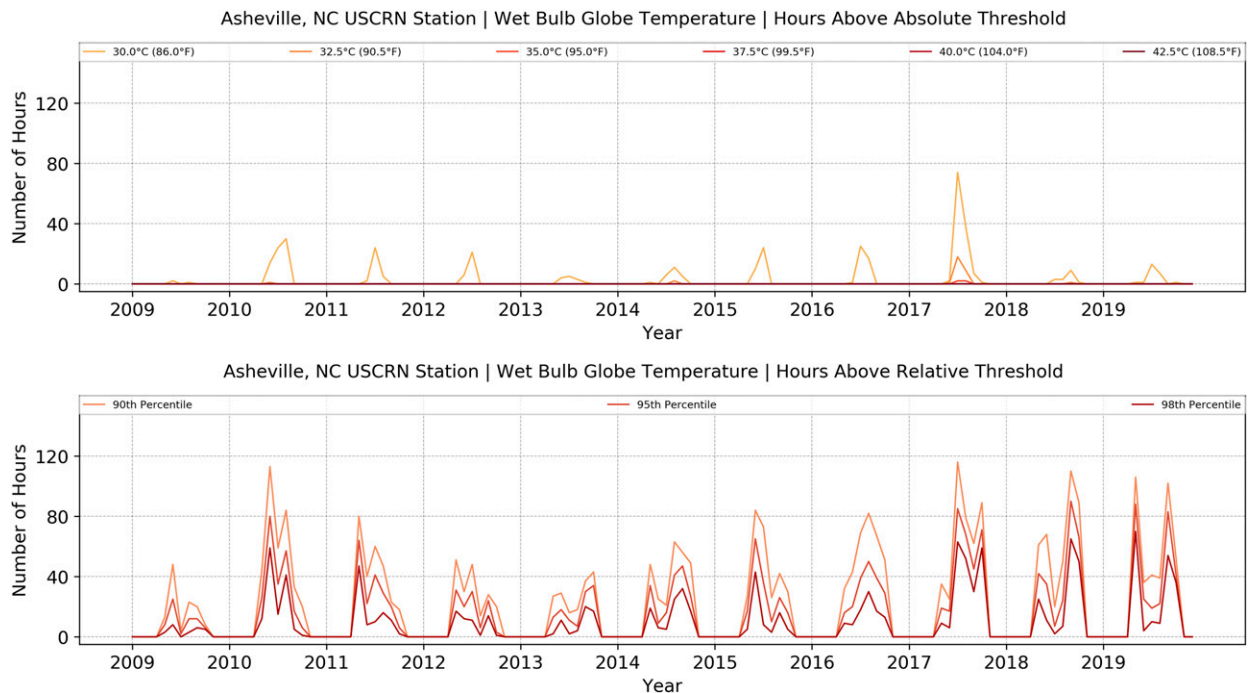 Asheville, NC USCRN Station | Wet Bulb Globe Temperature | Hours Above Absolute Threshold
30.0°C (86.0°F) 32.5°C (90.5°F) 35.0°C (95.0°F) 37.5°C (99.5°F) 40.0°C (104.0°F) 42.5°C (108.5°F)
Number of Hours
120
80
40
0
2009 2010 2011 2012 2013 2014 2015 2016 2017 2018 2019
Year
Asheville, NC USCRN Station | Wet Bulb Globe Temperature | Hours Above Relative Threshold
90th Percentile 95th Percentile 98th Percentile
Number of Hours
120
80
40
0
2009 2010 2011 2012 2013 2014 2015 2016 2017 2018 2019
Year